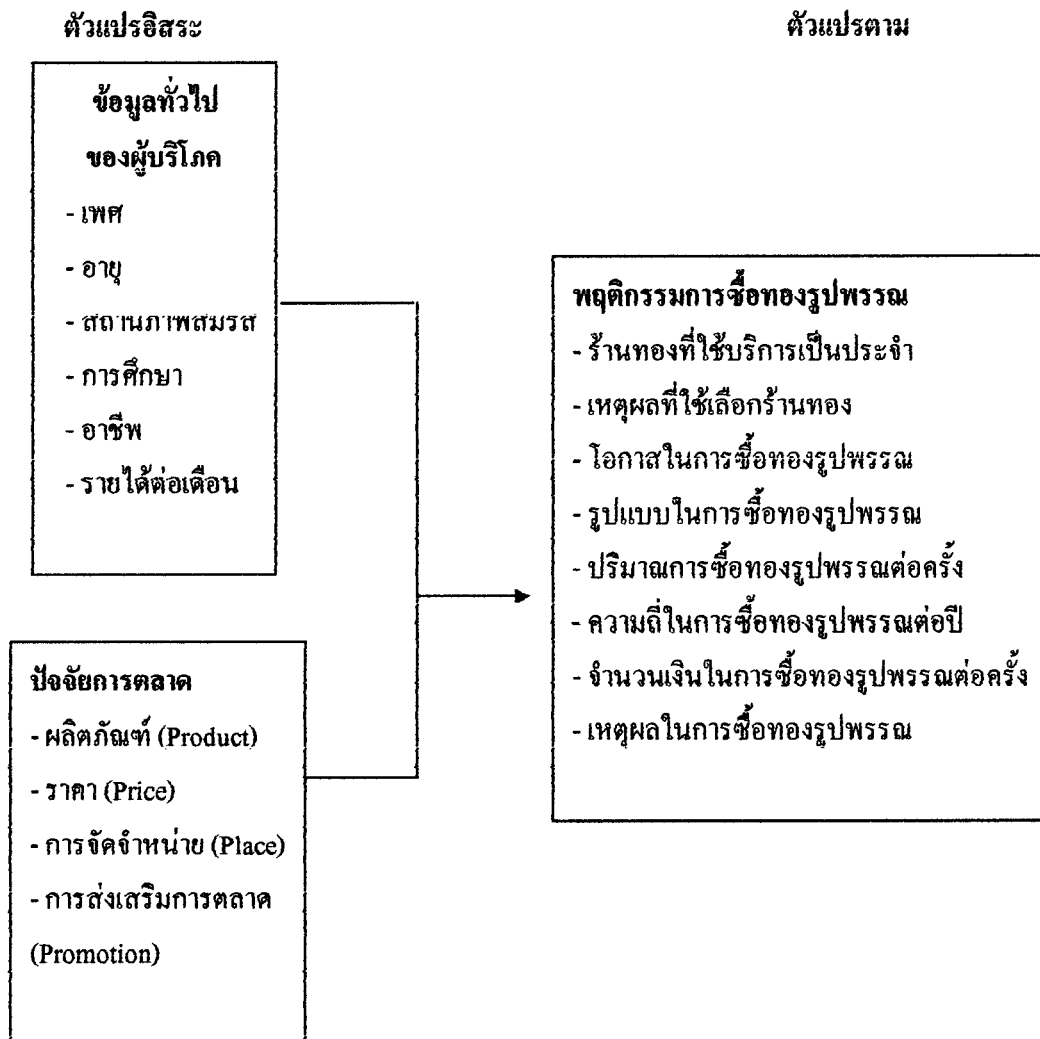 ตัวแปรอิสระ
ตัวแปรตาม
ข้อมูลทั่วไป
ของผู้บริโภค
- เพศ
- อายุ
- สถานภาพสมรส
- การศึกษา
- อาชีพ
- รายได้ต่อเดือน
ปัจจัยการตลาด
- ผลิตภัณฑ์ (Product)
- ราคา (Price)
- การจัดจำหน่าย (Place)
- การส่งเสริมการตลาด
(Promotion)
พฤติกรรมการซื้อทองรูปพรรณ
- ร้านทองที่ใช้บริการเป็นประจำ
- เหตุผลที่ใช้เลือกร้านทอง
- โอกาสในการซื้อทองรูปพรรณ
- รูปแบบในการซื้อทองรูปพรรณ
- ปริมาณการซื้อทองรูปพรรณต่อครั้ง
- ความถี่ในการซื้อทองรูปพรรณต่อปี
- จำนวนเงินในการซื้อทองรูปพรรณต่อครั้ง
- เหตุผลในการซื้อทองรูปพรรณ